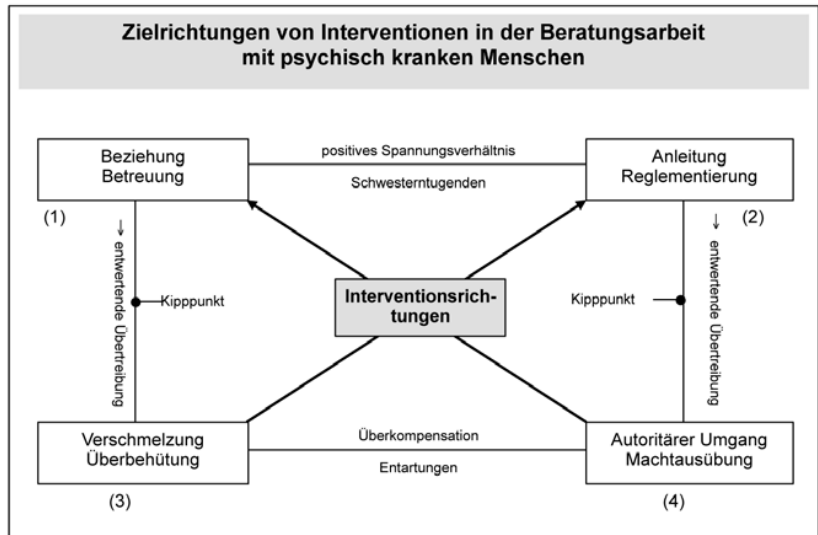 Zielrichtungen von Interventionen in der Beratungsarbeit
mit psychisch kranken Menschen
Beziehung
Betreuung
positives Spannungsverhältnis
Schwesterntugenden
Anleitung
Reglementierung
(1)
(2)
↓ entwertende Übertreibung
Kipppunkt
Interventionsrich-
tungen
Kipppunkt
↓ entwertende Übertreibung
Verschmelzung
Überbehütung
Überkompensation
Entartungen
Autoritärer Umgang
Machtausübung
(3)
(4)